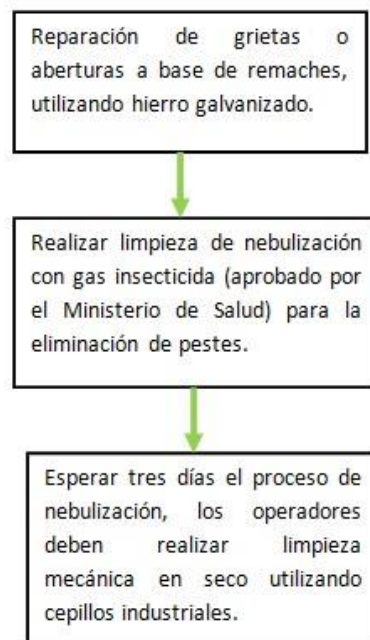 Reparación de grietas o
aberturas a base de remaches,
utilizando hierro galvanizado.
Realizar limpieza de nebulización
con gas insecticida (aprobado por
el Ministerio de Salud) para la
eliminación de pestes.
Esperar tres días el proceso de
nebulización, los operadores
deben realizar limpieza
mecánica en seco utilizando
cepillos industriales.